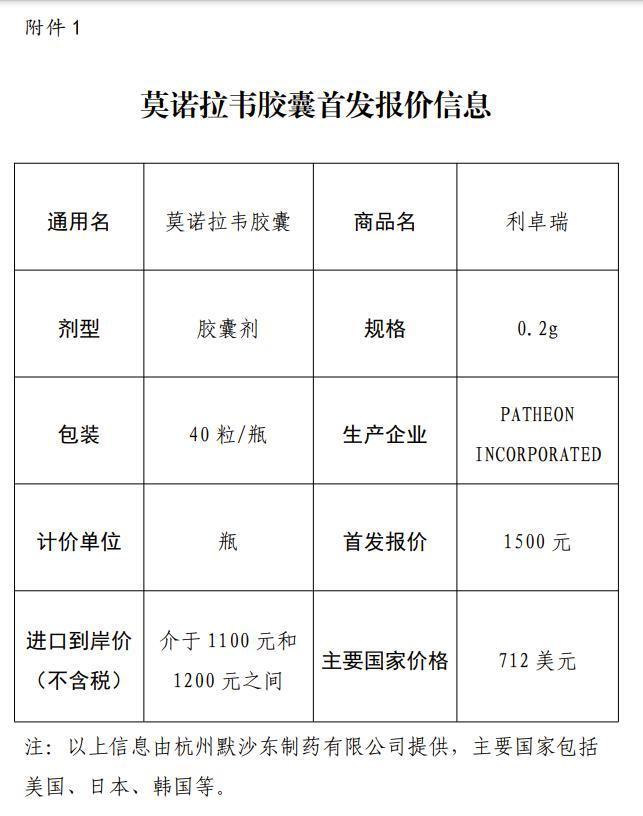 附件 1
莫诺拉韦胶囊首发报价信息
通用名 莫诺拉韦胶囊 商品名 利卓瑞
剂型 胶囊剂 规格 0.2g
包装 40 粒/瓶 生产企业 PATHEON
INCORPORATED
计价单位 瓶 首发报价 1500 元
进口到岸价 介于 1100 元和 主要国家价格 712 美元
（不含税） 1200 元之间
注：以上信息由杭州默沙东制药有限公司提供，主要国家包括
美国、日本、韩国等。